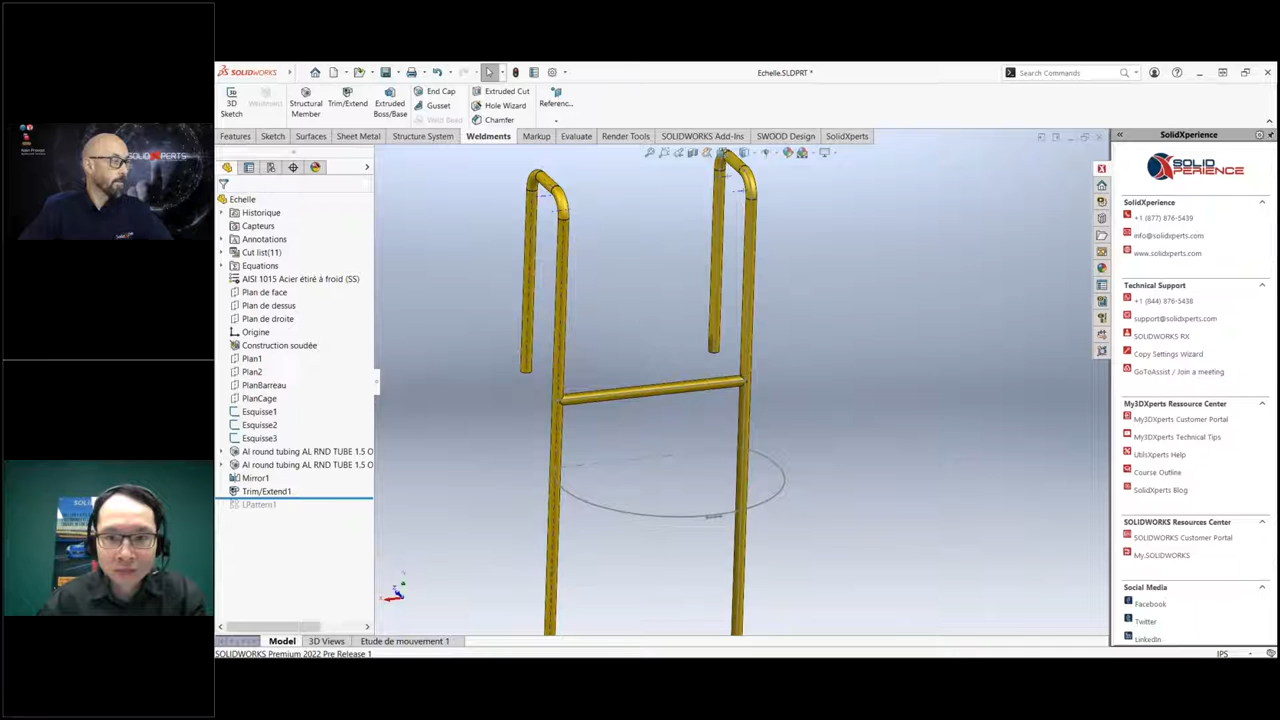 SOLIDWORKS
Echelle.SLDPRT *
Search Commands
3D Sketch
Weldment
Structural Member
Trim/Extend
Extruded Boss/Base
End Cap
Gusset
Weld Bead
Extruded Cut
Hole Wizard
Chamfer
Referenc...
Features
Sketch
Surfaces
Sheet Metal
Structure System
Weldments
Markup
Evaluate
Render Tools
SOLIDWORKS Add-Ins
SWOOD Design
SolidXperts
Echelle
Historique
Capteurs
Annotations
Cut list(11)
Equations
AISI 1015 Acier étiré à froid (SS)
Plan de face
Plan de dessus
Plan de droite
Origine
Construction soudée
Plan1
Plan2
PlanBarreau
PlanCage
Esquisse1
Esquisse2
Esquisse3
Al round tubing AL RND TUBE 1.5 O
Al round tubing AL RND TUBE 1.5 O
Mirror1
Trim/Extend1
LPattern1
Model
3D Views
Etude de mouvement 1
SOLIDWORKS Premium 2022 Pre Release 1
IPS
SolidXperience
SOLID XPERIENCE
SolidXperience
+1 (877) 876-5439
info@solidxperts.com
www.solidxperts.com
Technical Support
+1 (844) 876-5438
support@solidxperts.com
SOLIDWORKS RX
Copy Settings Wizard
GoToAssist / Join a meeting
My3DXperts Ressource Center
My3DXperts Customer Portal
My3DXperts Technical Tips
UtilsXperts Help
Course Outline
SolidXperts Blog
SOLIDWORKS Resources Center
SOLIDWORKS Customer Portal
My.SOLIDWORKS
Social Media
Facebook
Twitter
LinkedIn
SOLIDXPERTS